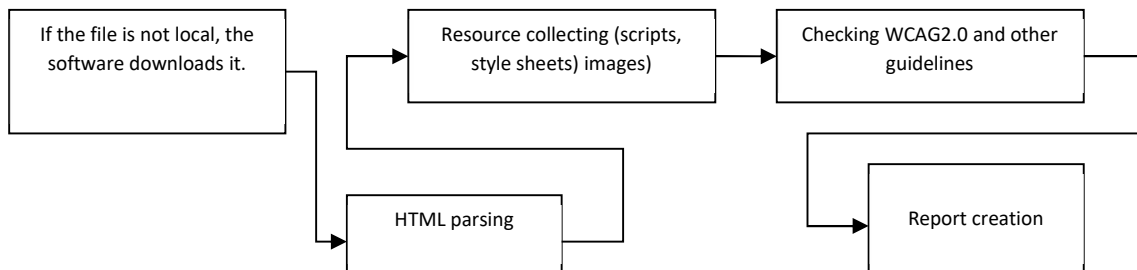 If the file is not local, the
software downloads it.
Resource collecting (scripts,
style sheets) images)
Checking WCAG2.0 and other
guidelines
HTML parsing
Report creation